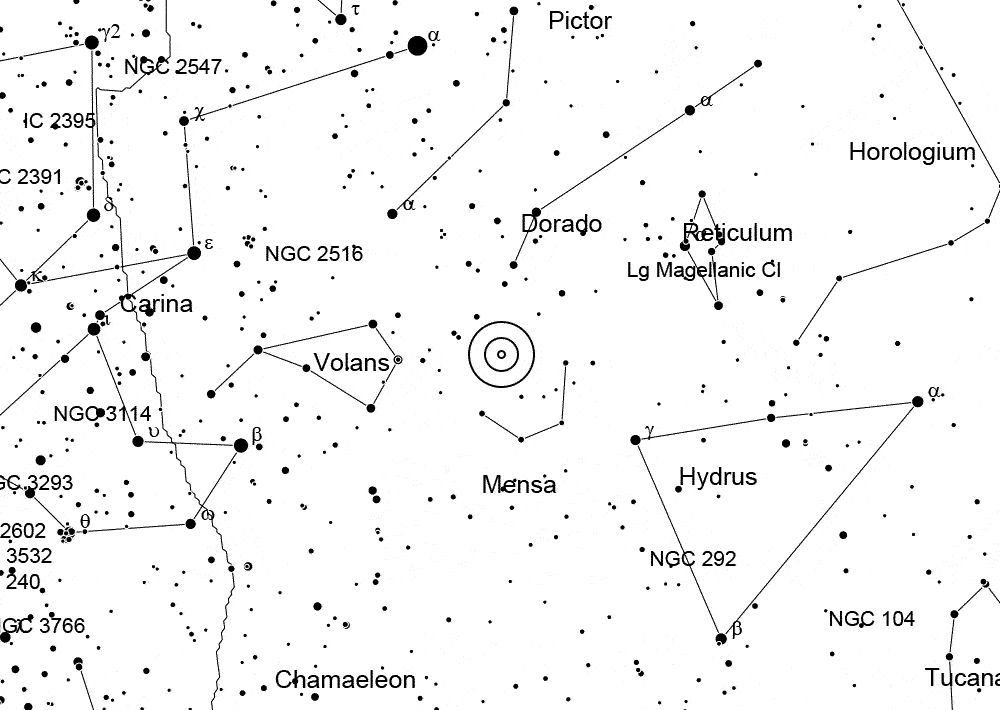 τ
Pictor
γ2
α
NGC 2547
χ
α
IC 2395
Horologium
C 2391
δ
α
Dorado
Reticulum
α
ε
NGC 2516
κ
Lg Magellanic Cl
Carina
ι
Volans
α
NGC 3114
γ
υ
β
Hydrus
GC 3293
Mensa
θ
ω
2602
3532
NGC 292
240
NGC 104
GC 3766
β
Chamaeleon
Tucana